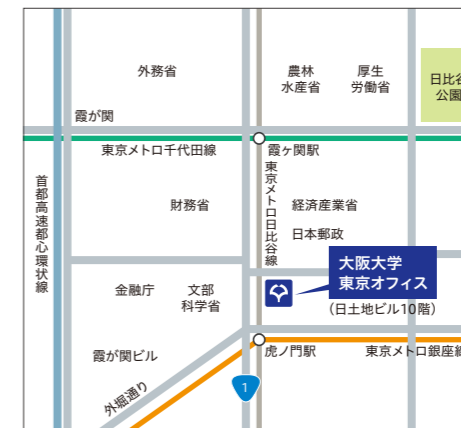 外務省
農林
水産省
厚生
労働省
日比谷
公園
霞が関
東京メトロ千代田線
霞ヶ関駅
首都高速都心環状線
東京メトロ日比谷線
財務省
経済産業省
日本郵政
大阪大学
東京オフィス
(日土地ビル10階)
金融庁
文部
科学省
霞が関ビル
虎ノ門駅
東京メトロ銀座線
外堀通り
1